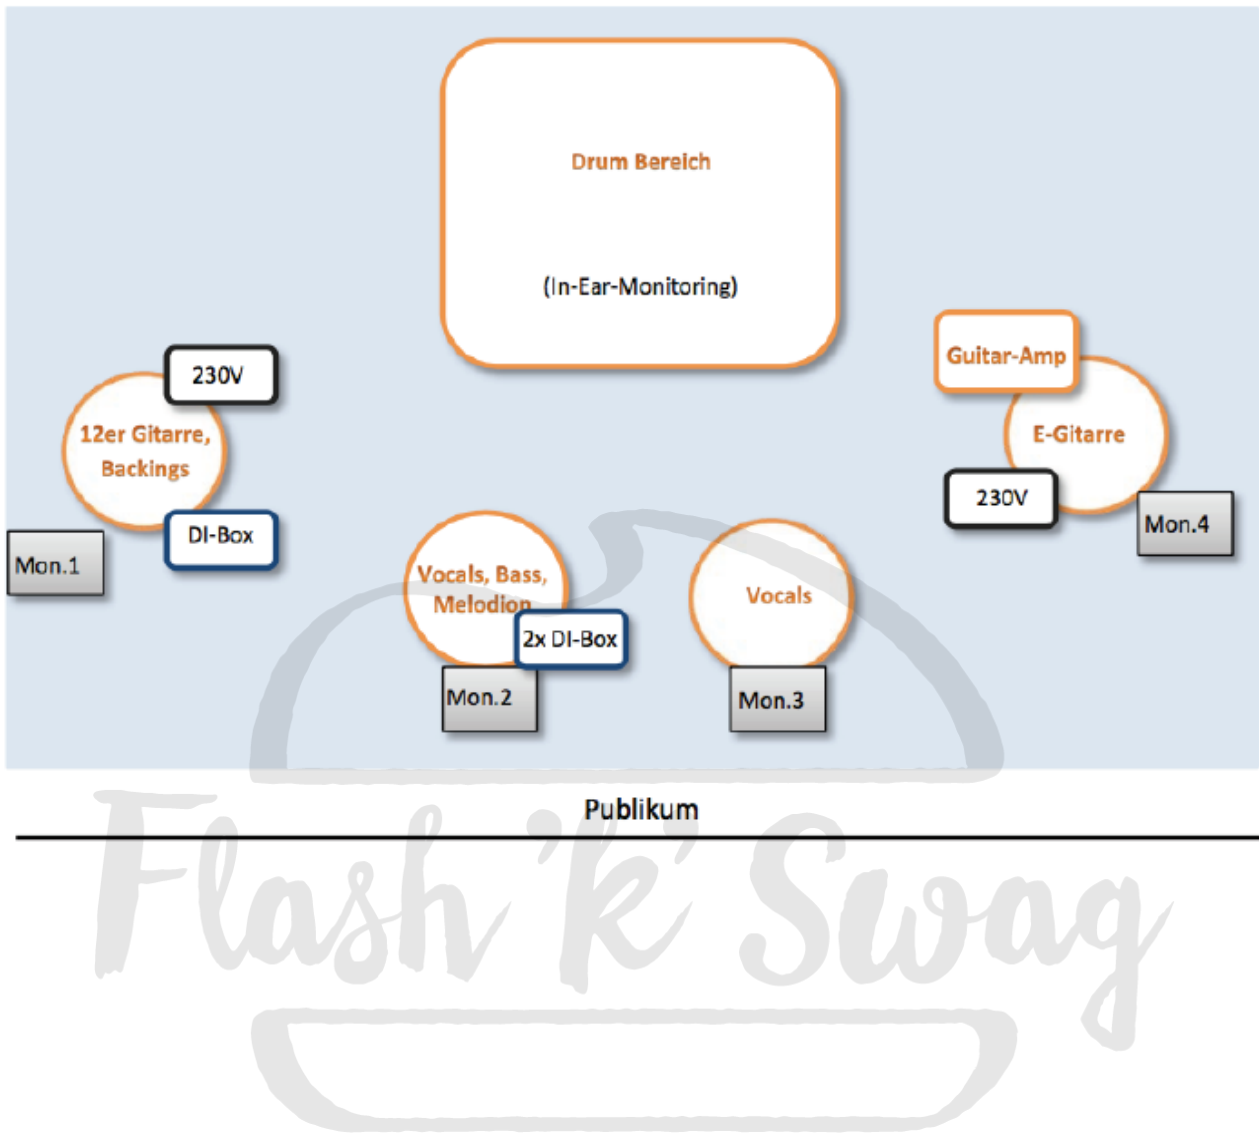 Drum Bereich
(In-Ear-Monitoring)
Guitar-Amp
230V
12er Gitarre,
Backings
E-Gitarre
230V
DI-Box
Mon.4
Mon.1
Vocals, Bass,
Melodion
Vocals
2x DI-Box
Mon.2
Mon.3
Publikum
Flash 'k' Swag